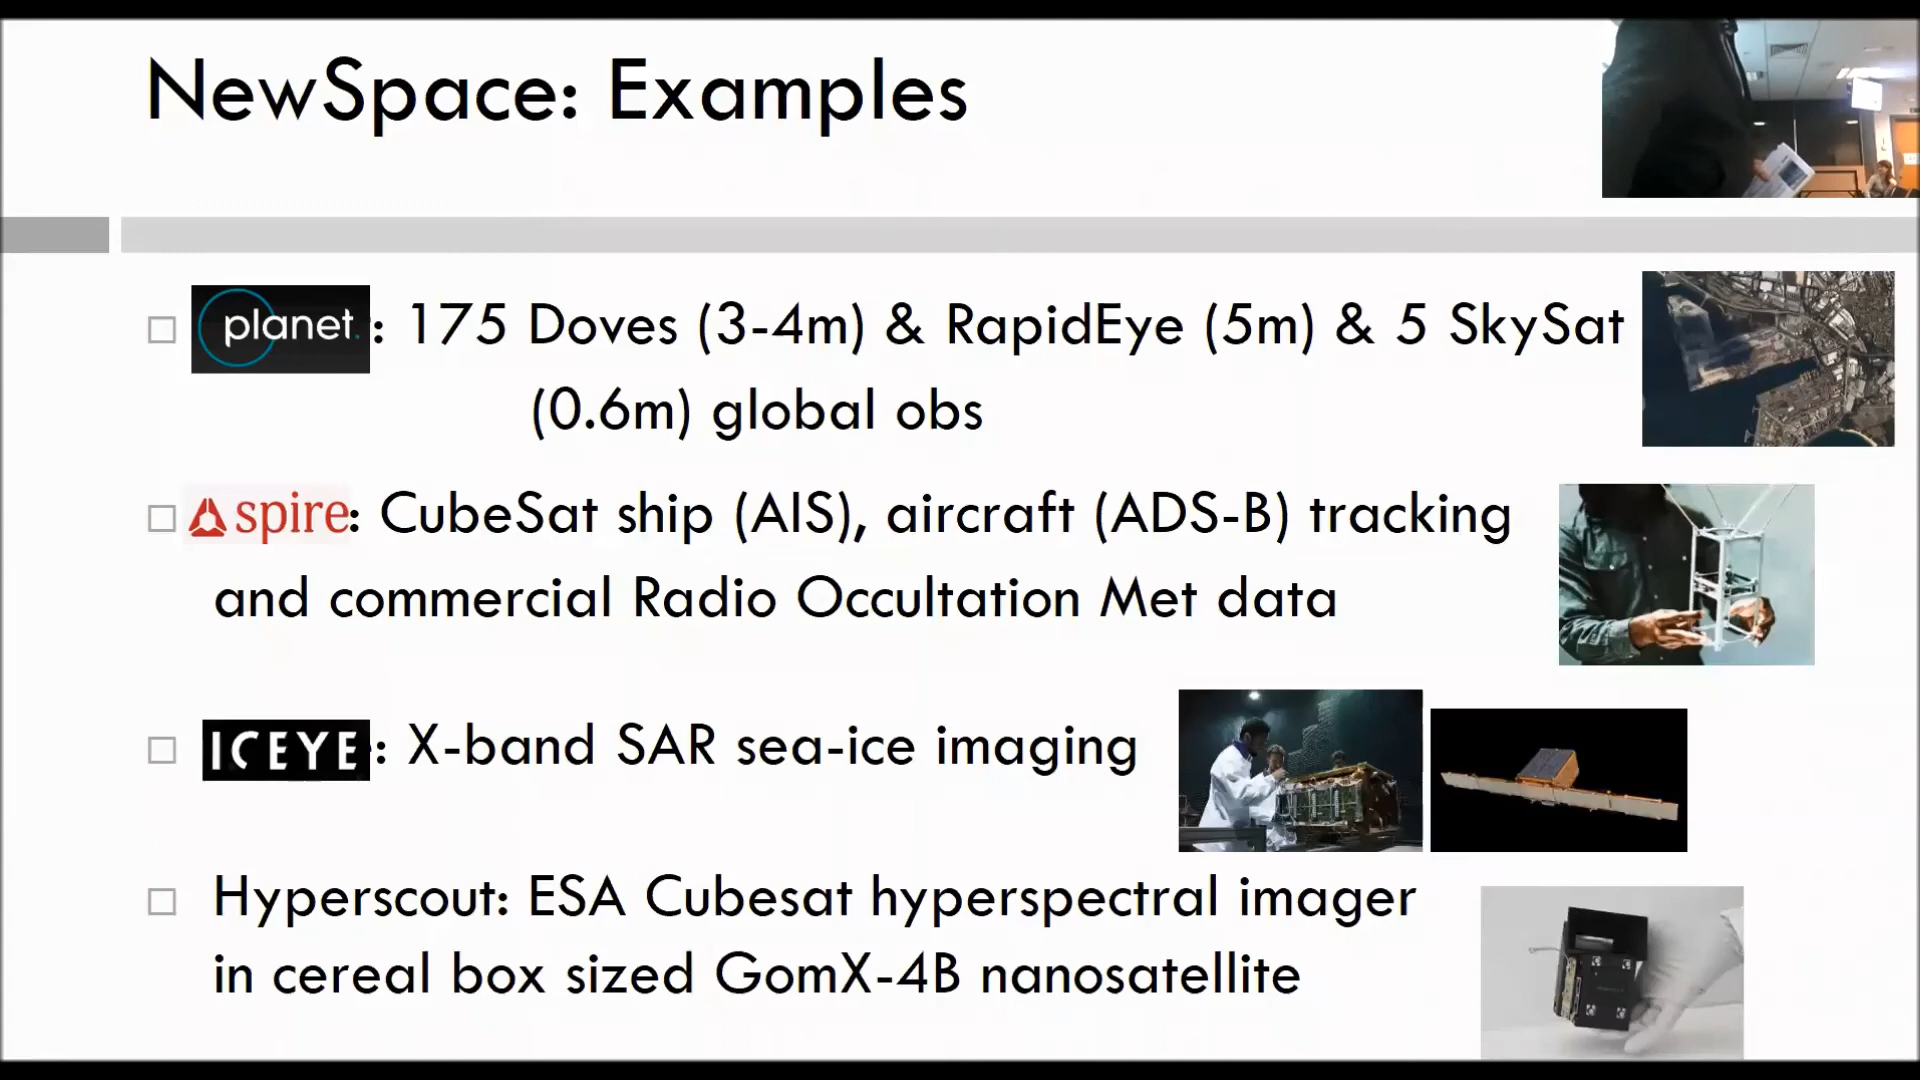 NewSpace: Examples
planet. : 175 Doves (3-4m) & RapidEye (5m) & 5 SkySat
(0.6m) global obs
spire: CubeSat ship (AIS), aircraft (ADS-B) tracking
and commercial Radio Occultation Met data
ICEYE : X-band SAR sea-ice imaging
Hyperscout: ESA Cubesat hyperspectral imager
in cereal box sized GomX-4B nanosatellite